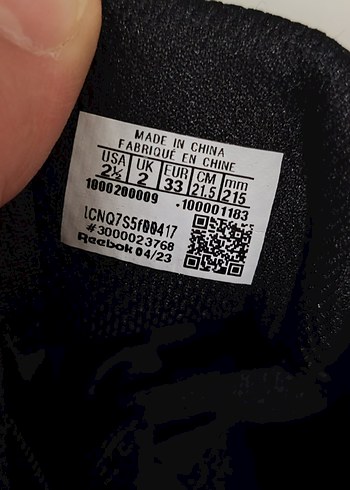 MADE IN CHINA
FABRIQUÉ EN CHINE
USA UK EUR CM mm
2½ 2 33 21.5 215
1000200009 .100001183
LCNQ7S5f00417
#3000023768
Reebok 04/23